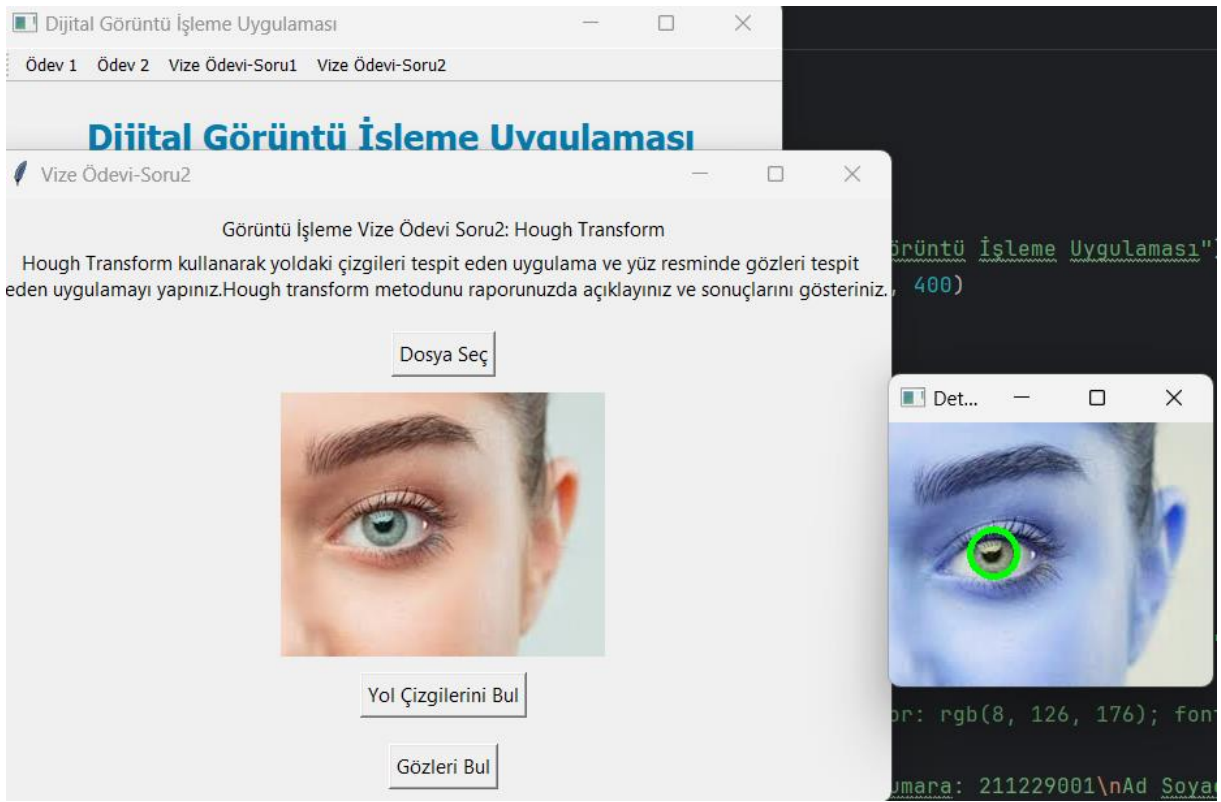 Dijital Görüntü İşleme Uygulaması
Ödev 1 Ödev 2 Vize Ödevi-Soru1 Vize Ödevi-Soru2
Dijital Görüntü İşleme Uygulaması
Vize Ödevi-Soru2
Görüntü İşleme Vize Ödevi Soru2: Hough Transform
Hough Transform kullanarak yoldaki çizgileri tespit eden uygulama ve yüz resminde gözleri tespit
eden uygulamayı yapınız.Hough transform metodunu raporunuzda açıklayınız ve sonuçlarını gösteriniz.
örüntü İşleme Uygulaması"
, 400)
Dosya Seç
Det...
Yol Çizgilerini Bul
or: rgb(8, 126, 176); fon
Gözleri Bul
umara: 211229001\nAd Soya